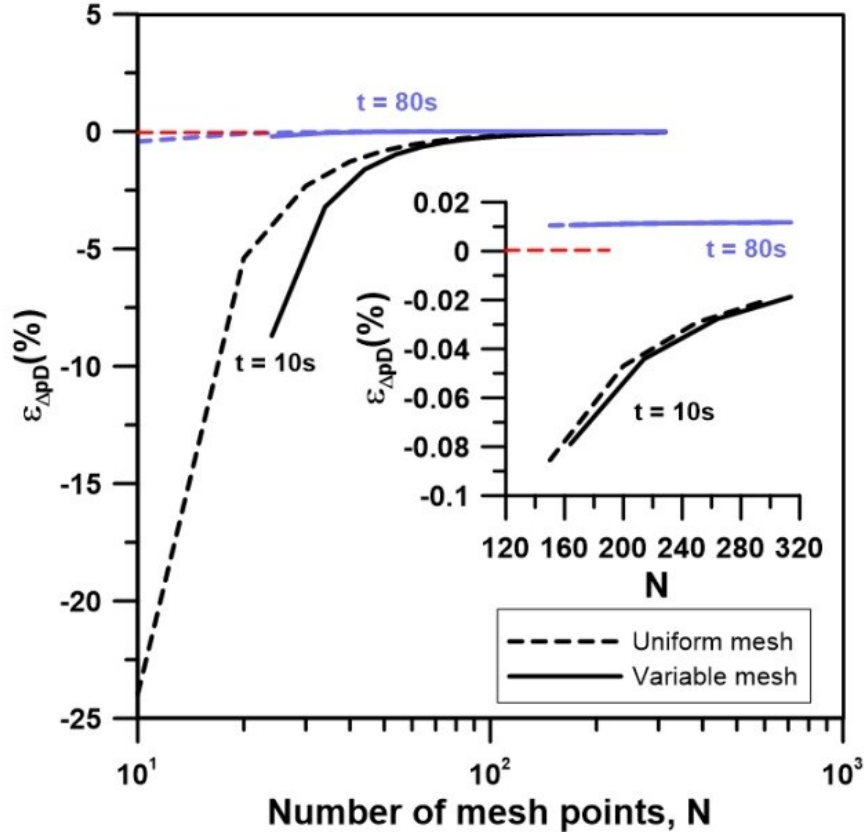 5
0
-5
-10
-15
-20
-25
ε_ΔpD(%)
t = 80s
t = 10s
0.02
0
-0.02
-0.04
-0.06
-0.08
-0.1
ε_ΔpD(%)
t = 80s
t = 10s
120 160 200 240 280 320
N
Uniform mesh
Variable mesh
10¹ 10² 10³
Number of mesh points, N